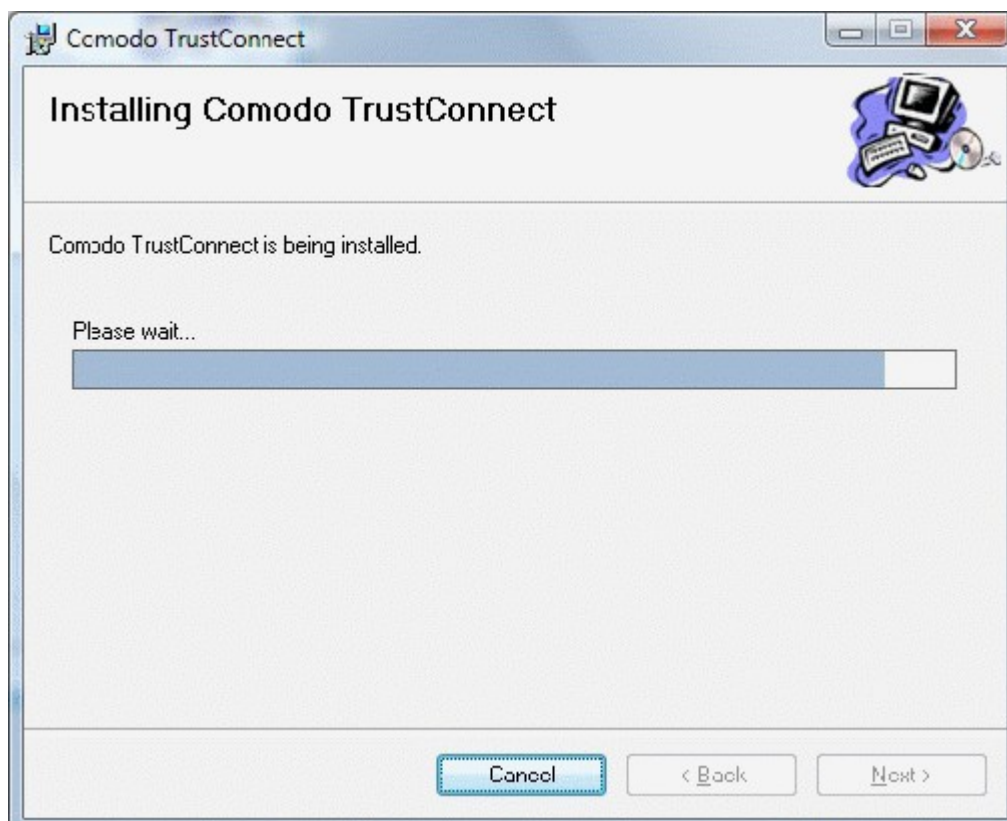 Comodo TrustConnect
Installing Comodo TrustConnect
Comodo TrustConnect is being installed.
Please wait...
Cancel
< Back
Next >